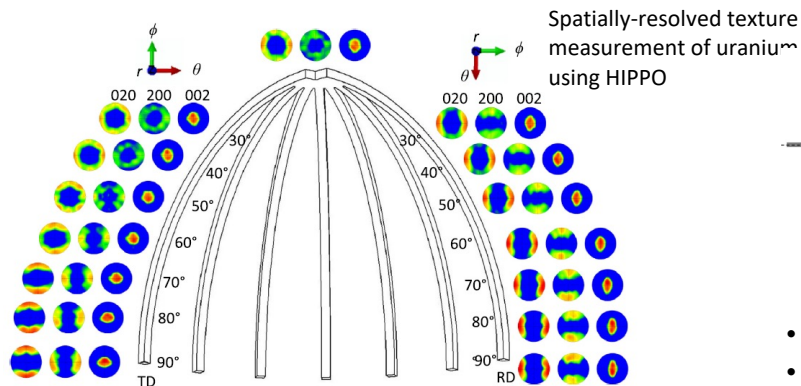 Spatially-resolved texture
measurement of uranium
using HIPPO
ϕ
r
θ
r
ϕ
θ
020 200 002
020 200 002
30°
40°
50°
60°
70°
80°
90°
TD
30°
40°
50°
60°
70°
80°
90°
RD
•
•